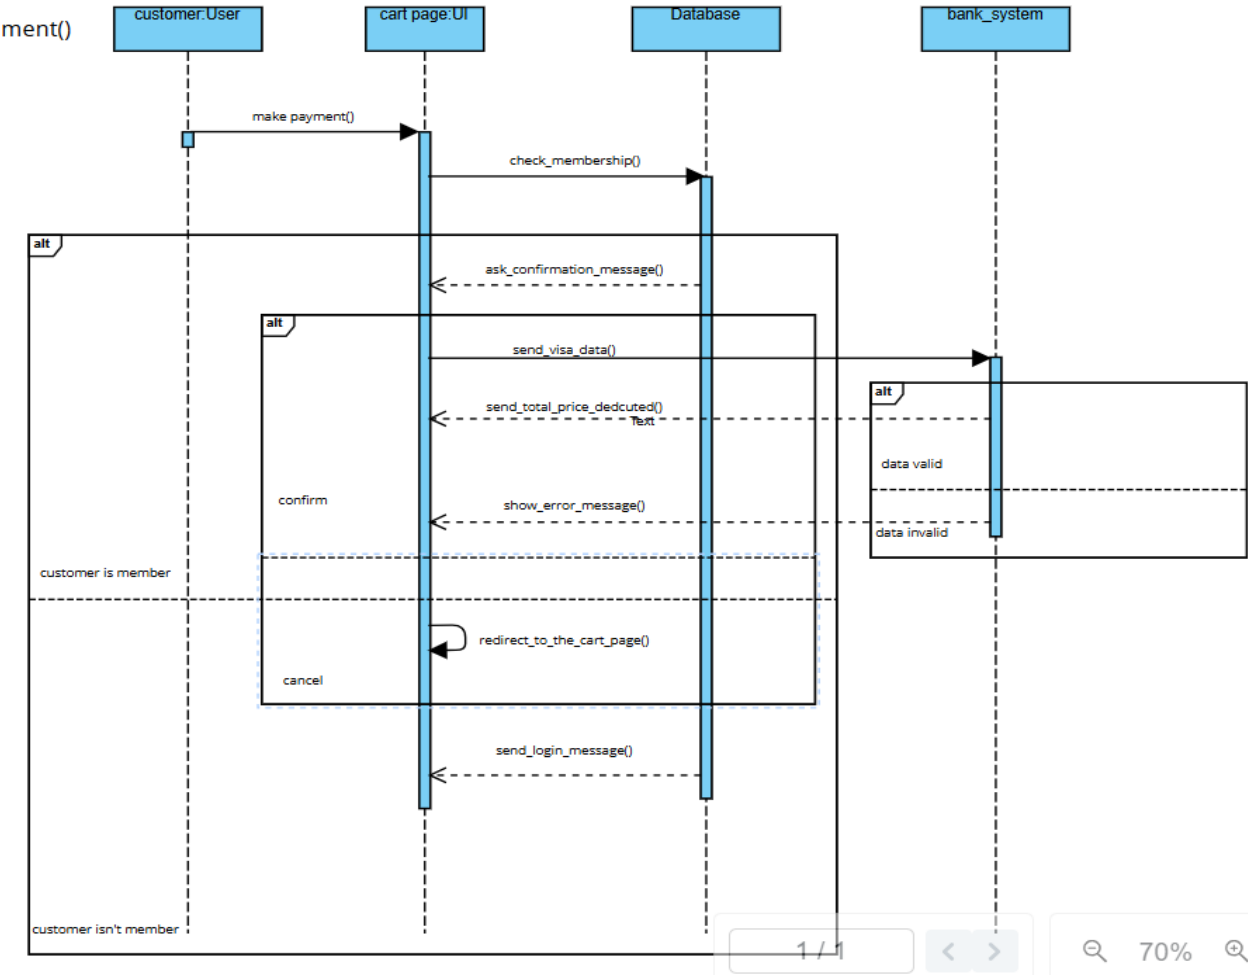 ment()
customer:User
cart page:UI
Database
bank_system
make payment()
check_membership()
alt
ask_confirmation_message()
alt
send_visa_data()
alt
send_total_price_dedcuted()
Text
data valid
confirm
show_error_message()
data invalid
customer is member
redirect_to_the_cart_page()
cancel
send_login_message()
customer isn't member
1 / 1
70%